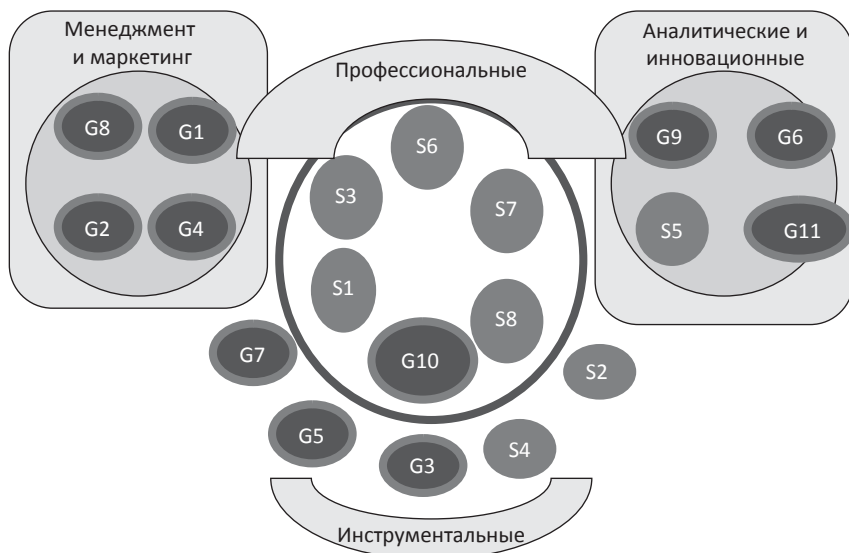 Менеджмент
и маркетинг
Профессиональные
Аналитические и
инновационные
G8
G1
G9
G6
S6
S3
S7
G2
G4
S5
G11
S1
S8
G7
G10
S2
G5
G3
S4
Инструментальные